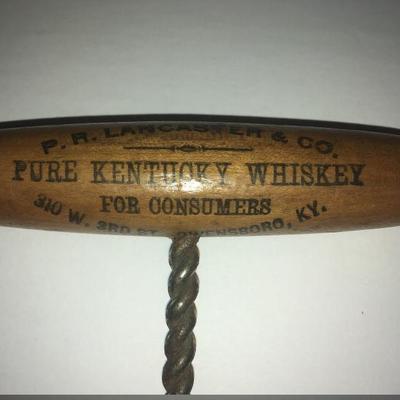 P. R. LANCASTER & CO.
PURE KENTUCKY WHISKEY
FOR CONSUMERS
310 W. 3RD ST. OWENSBORO, KY.